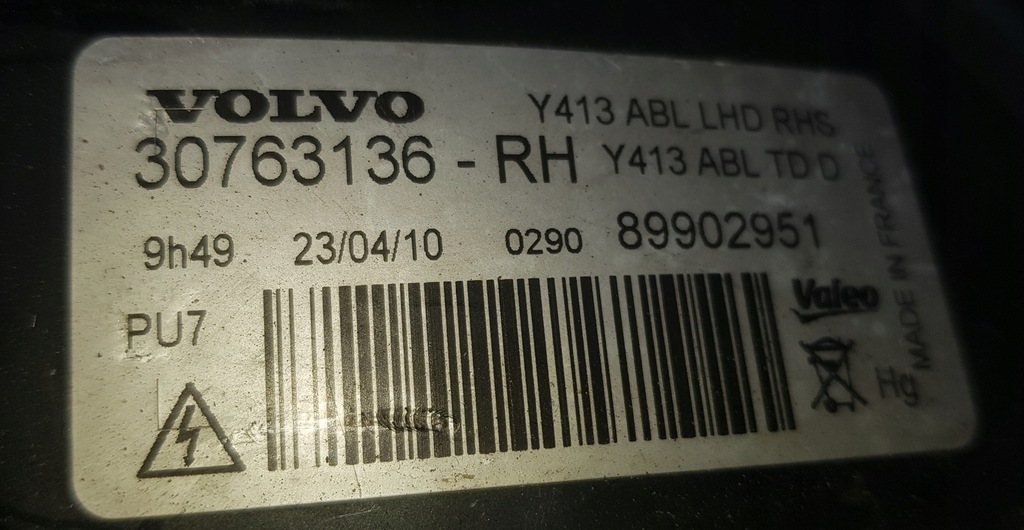 VOLVO Y413 ABL LHD RHS
30763136 - RH Y413 ABL TD D
9h49 23/04/10 0290 89902951
PU7
Valeo
MADE IN FRANCE